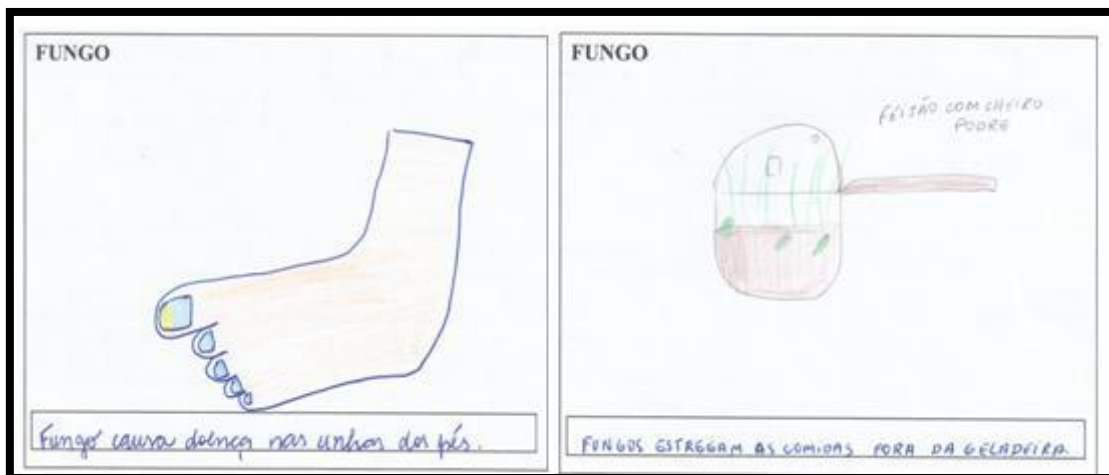 FUNGO
Fungo causa doença nas unhas dos pés.
FUNGO
FEIJÃO COM CHEIRO
PODRE
FUNGOS ESTREGAM AS COMIDAS FORA DA GELADEIRA.